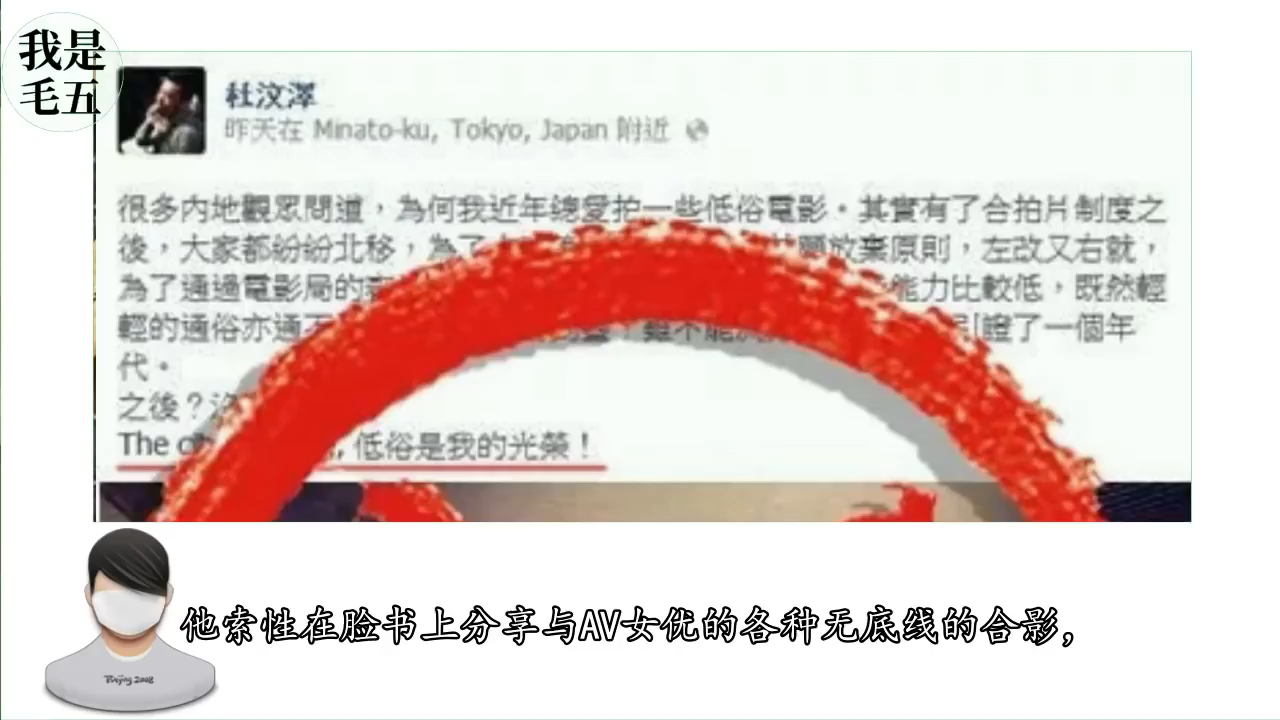 我是
毛五
杜汶澤
昨天在 Minato-ku, Tokyo, Japan 附近
很多內地觀眾問道，為何我近年總愛拍一些低俗電影。其實有了合拍片制度之
後，大家都紛紛北移，為了 放棄原則，左改又右就，
為了通過電影局的 能力比較低，既然輕
輕的通俗亦通不 雖不能 證了一個年
代。
之後？
The 低俗是我的光榮！
他索性在脸书上分享与AV女优的各种无底线的合影，
Beijing 2008